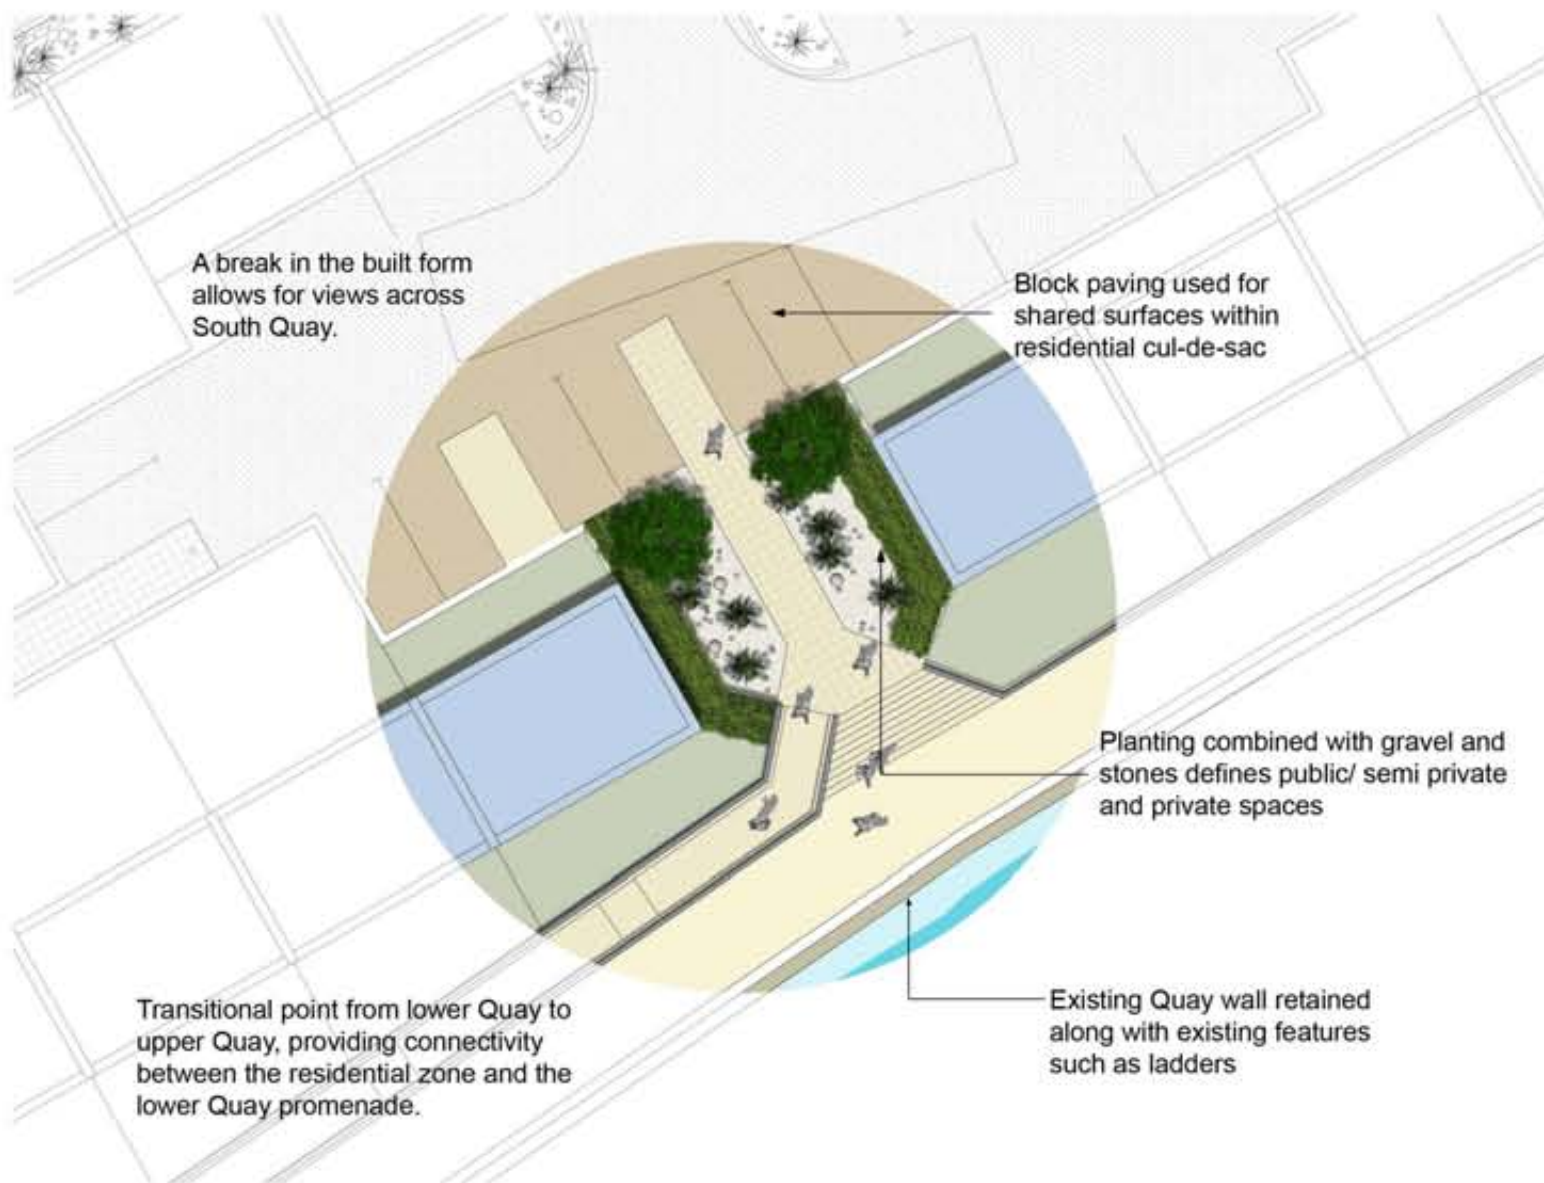 A break in the built form
allows for views across
South Quay.
Block paving used for
shared surfaces within
residential cul-de-sac
Planting combined with gravel and
stones defines public/ semi private
and private spaces
Existing Quay wall retained
along with existing features
such as ladders
Transitional point from lower Quay to
upper Quay, providing connectivity
between the residential zone and the
lower Quay promenade.